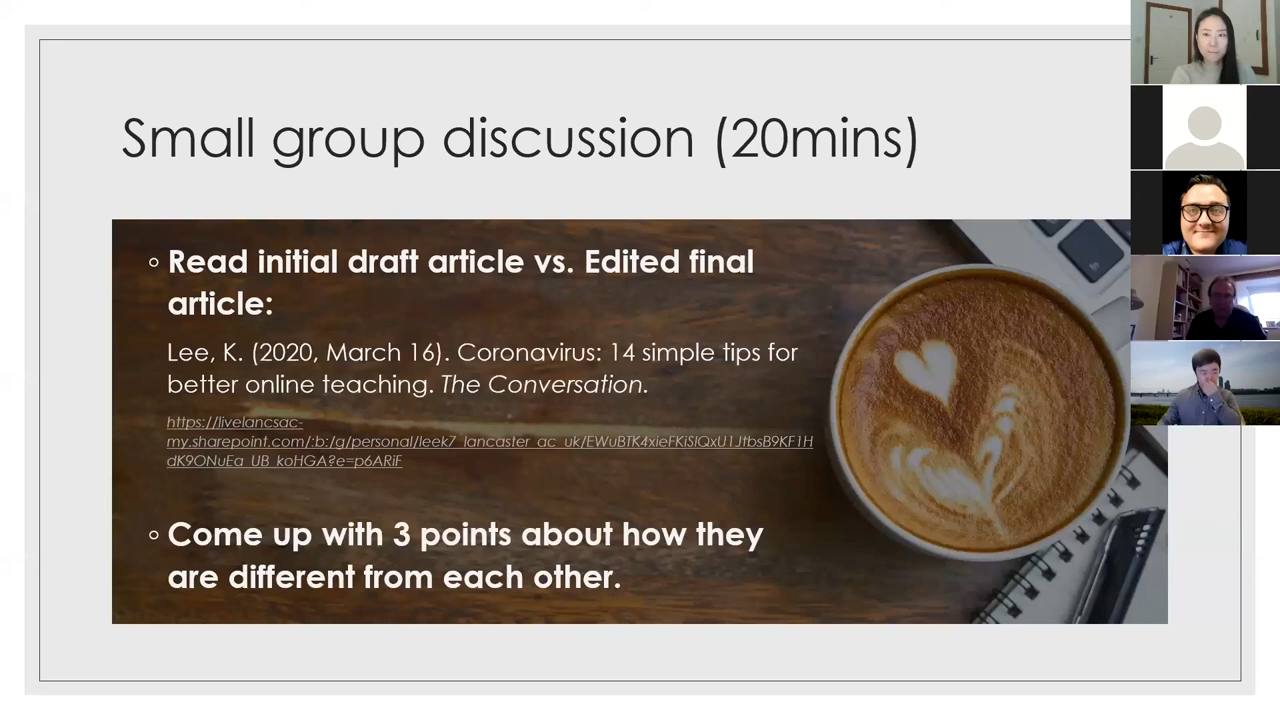 Small group discussion (20mins)
◦ Read initial draft article vs. Edited final
article:
Lee, K. (2020, March 16). Coronavirus: 14 simple tips for
better online teaching. The Conversation.
https://livelancsac-
my.sharepoint.com/:b:/g/personal/leek7_lancaster_ac_uk/EWuBTK4xieFKiSIQxU1JtbsB9KF1H
dK9ONuEa_UB_koHGA?e=p6ARiF
◦ Come up with 3 points about how they
are different from each other.